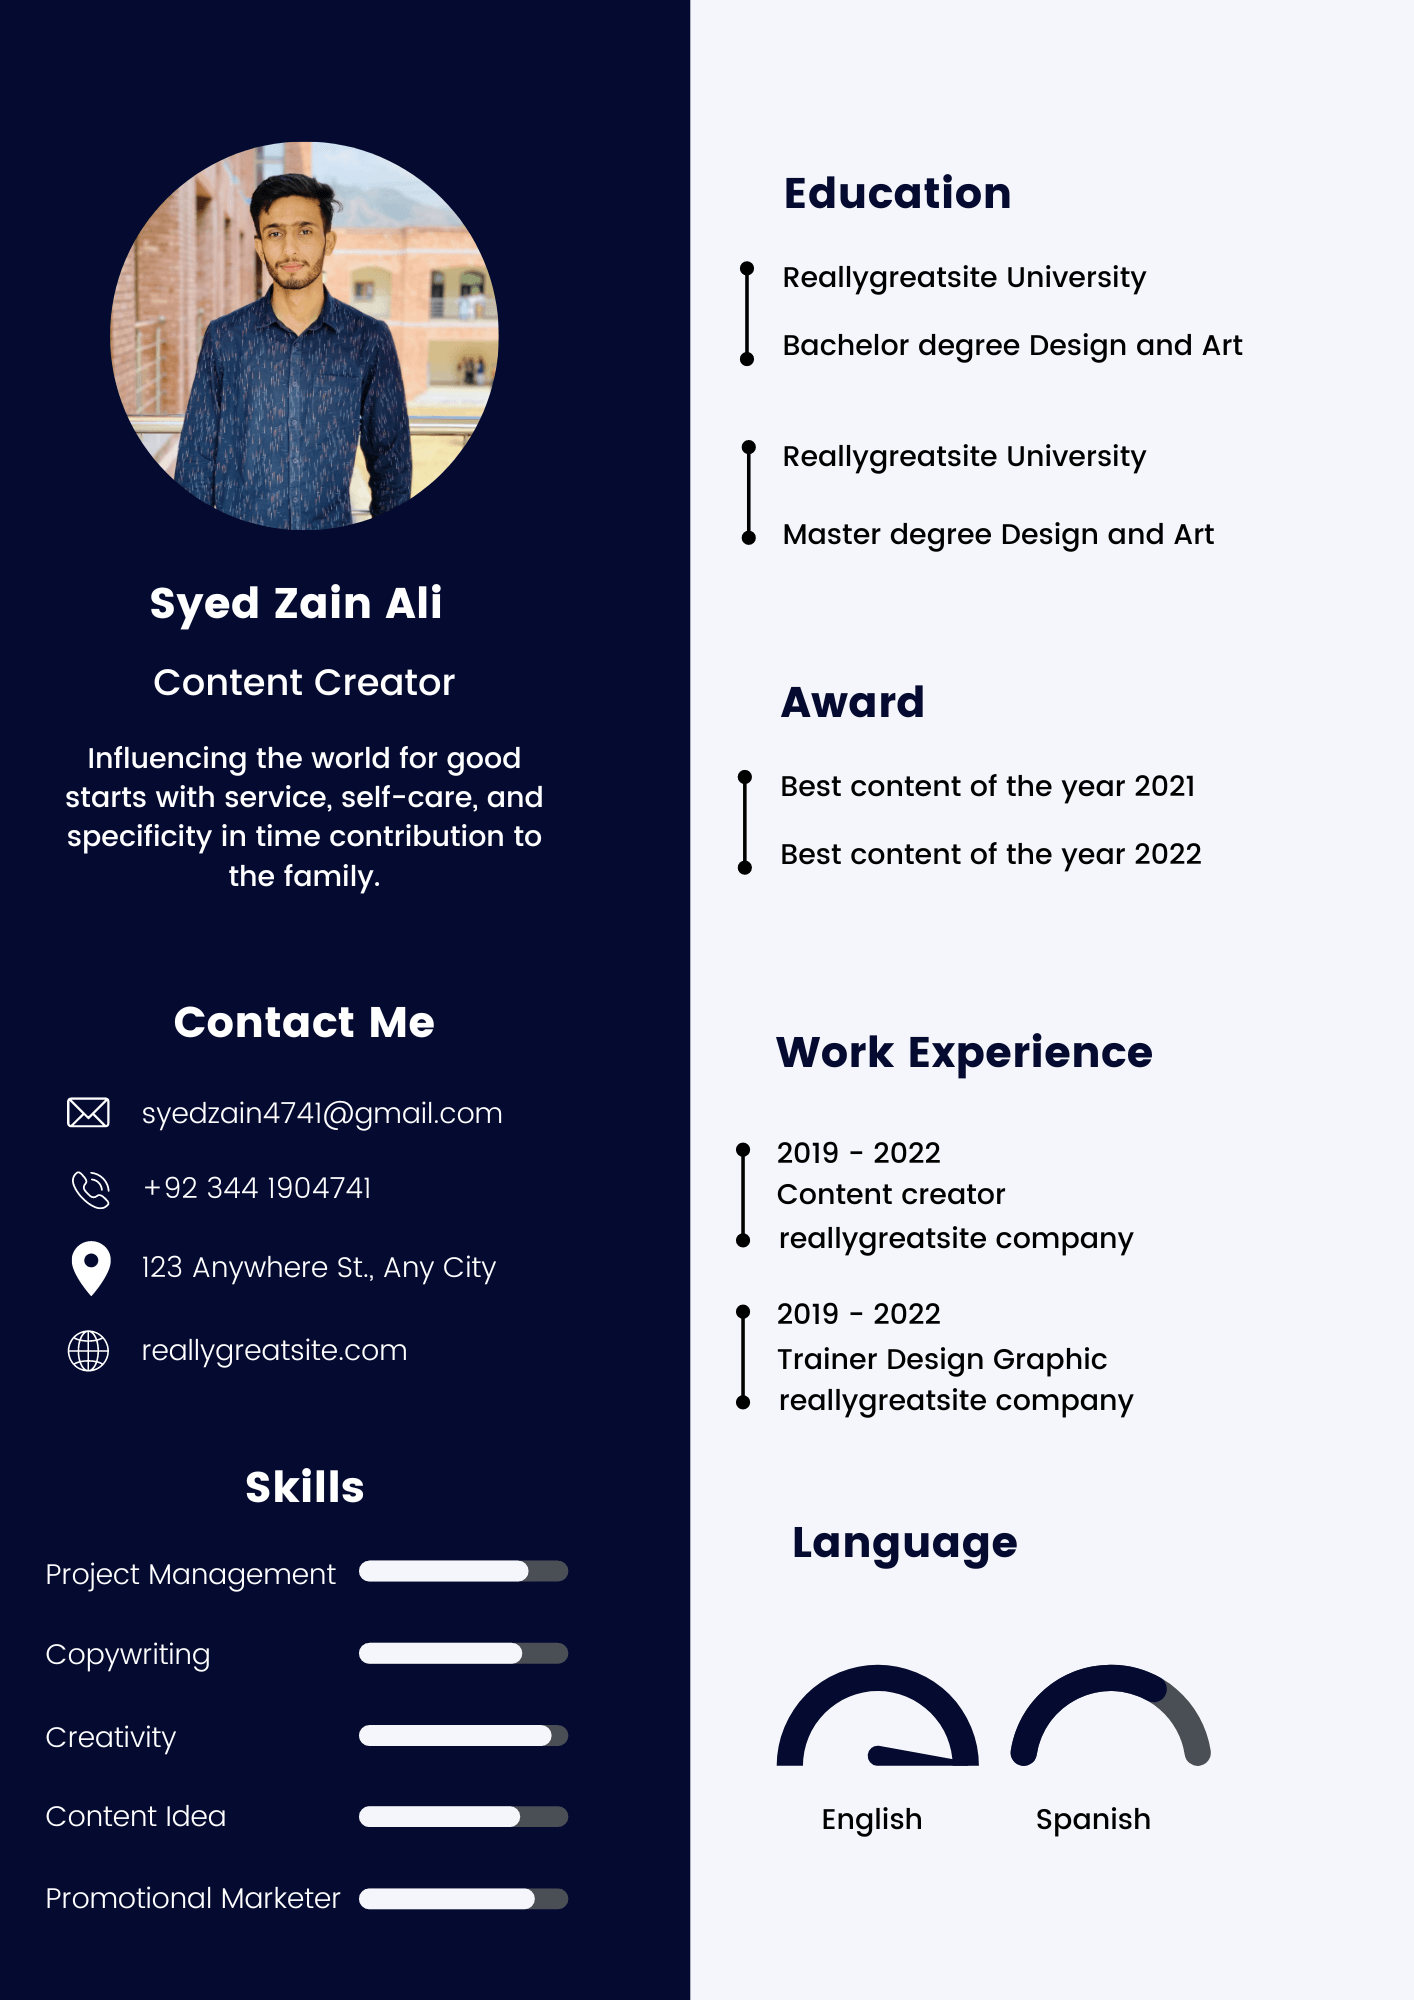 Syed Zain Ali
Content Creator
Influencing the world for good
starts with service, self-care, and
specificity in time contribution to
the family.
Contact Me
syedzain4741@gmail.com
+92 344 1904741
123 Anywhere St., Any City
reallygreatsite.com
Skills
Project Management
Copywriting
Creativity
Content Idea
Promotional Marketer
Education
Reallygreatsite University
Bachelor degree Design and Art
Reallygreatsite University
Master degree Design and Art
Award
Best content of the year 2021
Best content of the year 2022
Work Experience
2019 - 2022
Content creator
reallygreatsite company
2019 - 2022
Trainer Design Graphic
reallygreatsite company
Language
English
Spanish